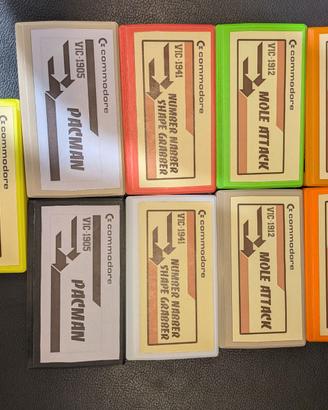 commodore
commodore
VIC-1905
PACMAN
commodore
VIC-1941
NUMBER NABBER
SHAPE GRABBER
commodore
VIC-1912
MOLE ATTACK
commodore
VIC-1905
PACMAN
commodore
VIC-1941
NUMBER NABBER
SHAPE GRABBER
commodore
VIC-1912
MOLE ATTACK